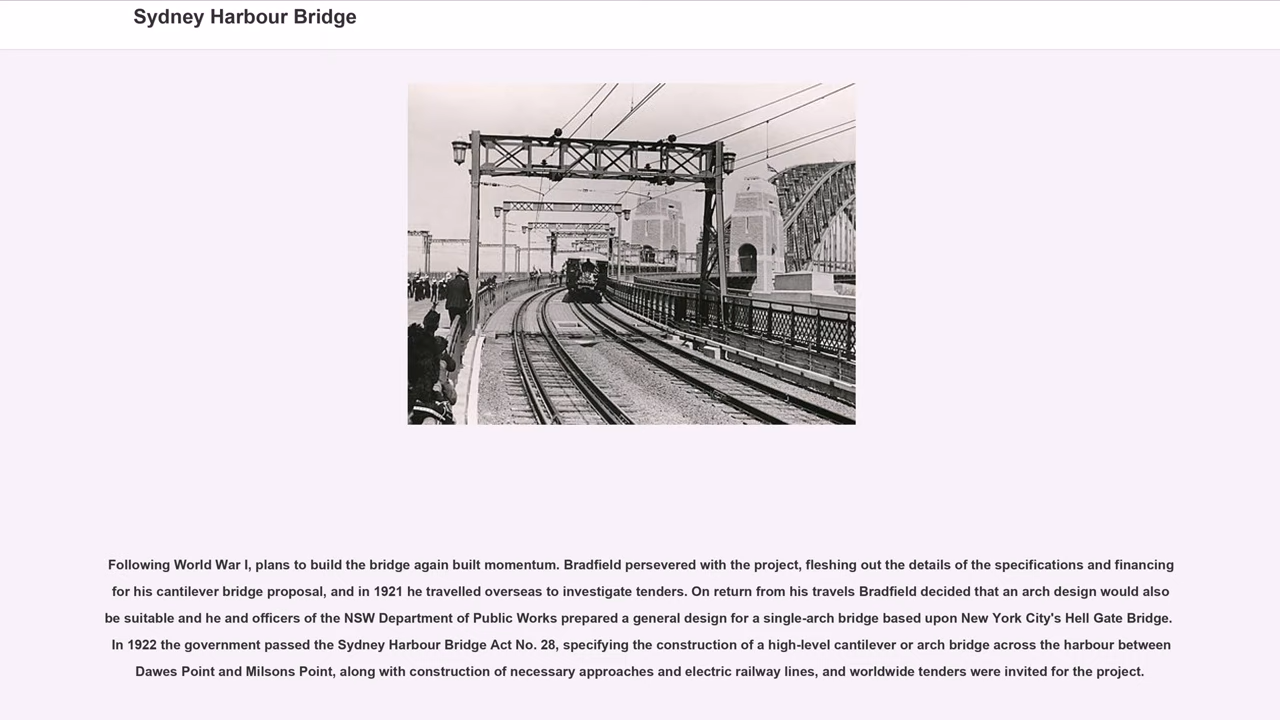 Sydney Harbour Bridge
Following World War I, plans to build the bridge again built momentum. Bradfield persevered with the project, fleshing out the details of the specifications and financing
for his cantilever bridge proposal, and in 1921 he travelled overseas to investigate tenders. On return from his travels Bradfield decided that an arch design would also
be suitable and he and officers of the NSW Department of Public Works prepared a general design for a single-arch bridge based upon New York City's Hell Gate Bridge.
In 1922 the government passed the Sydney Harbour Bridge Act No. 28, specifying the construction of a high-level cantilever or arch bridge across the harbour between
Dawes Point and Milsons Point, along with construction of necessary approaches and electric railway lines, and worldwide tenders were invited for the project.